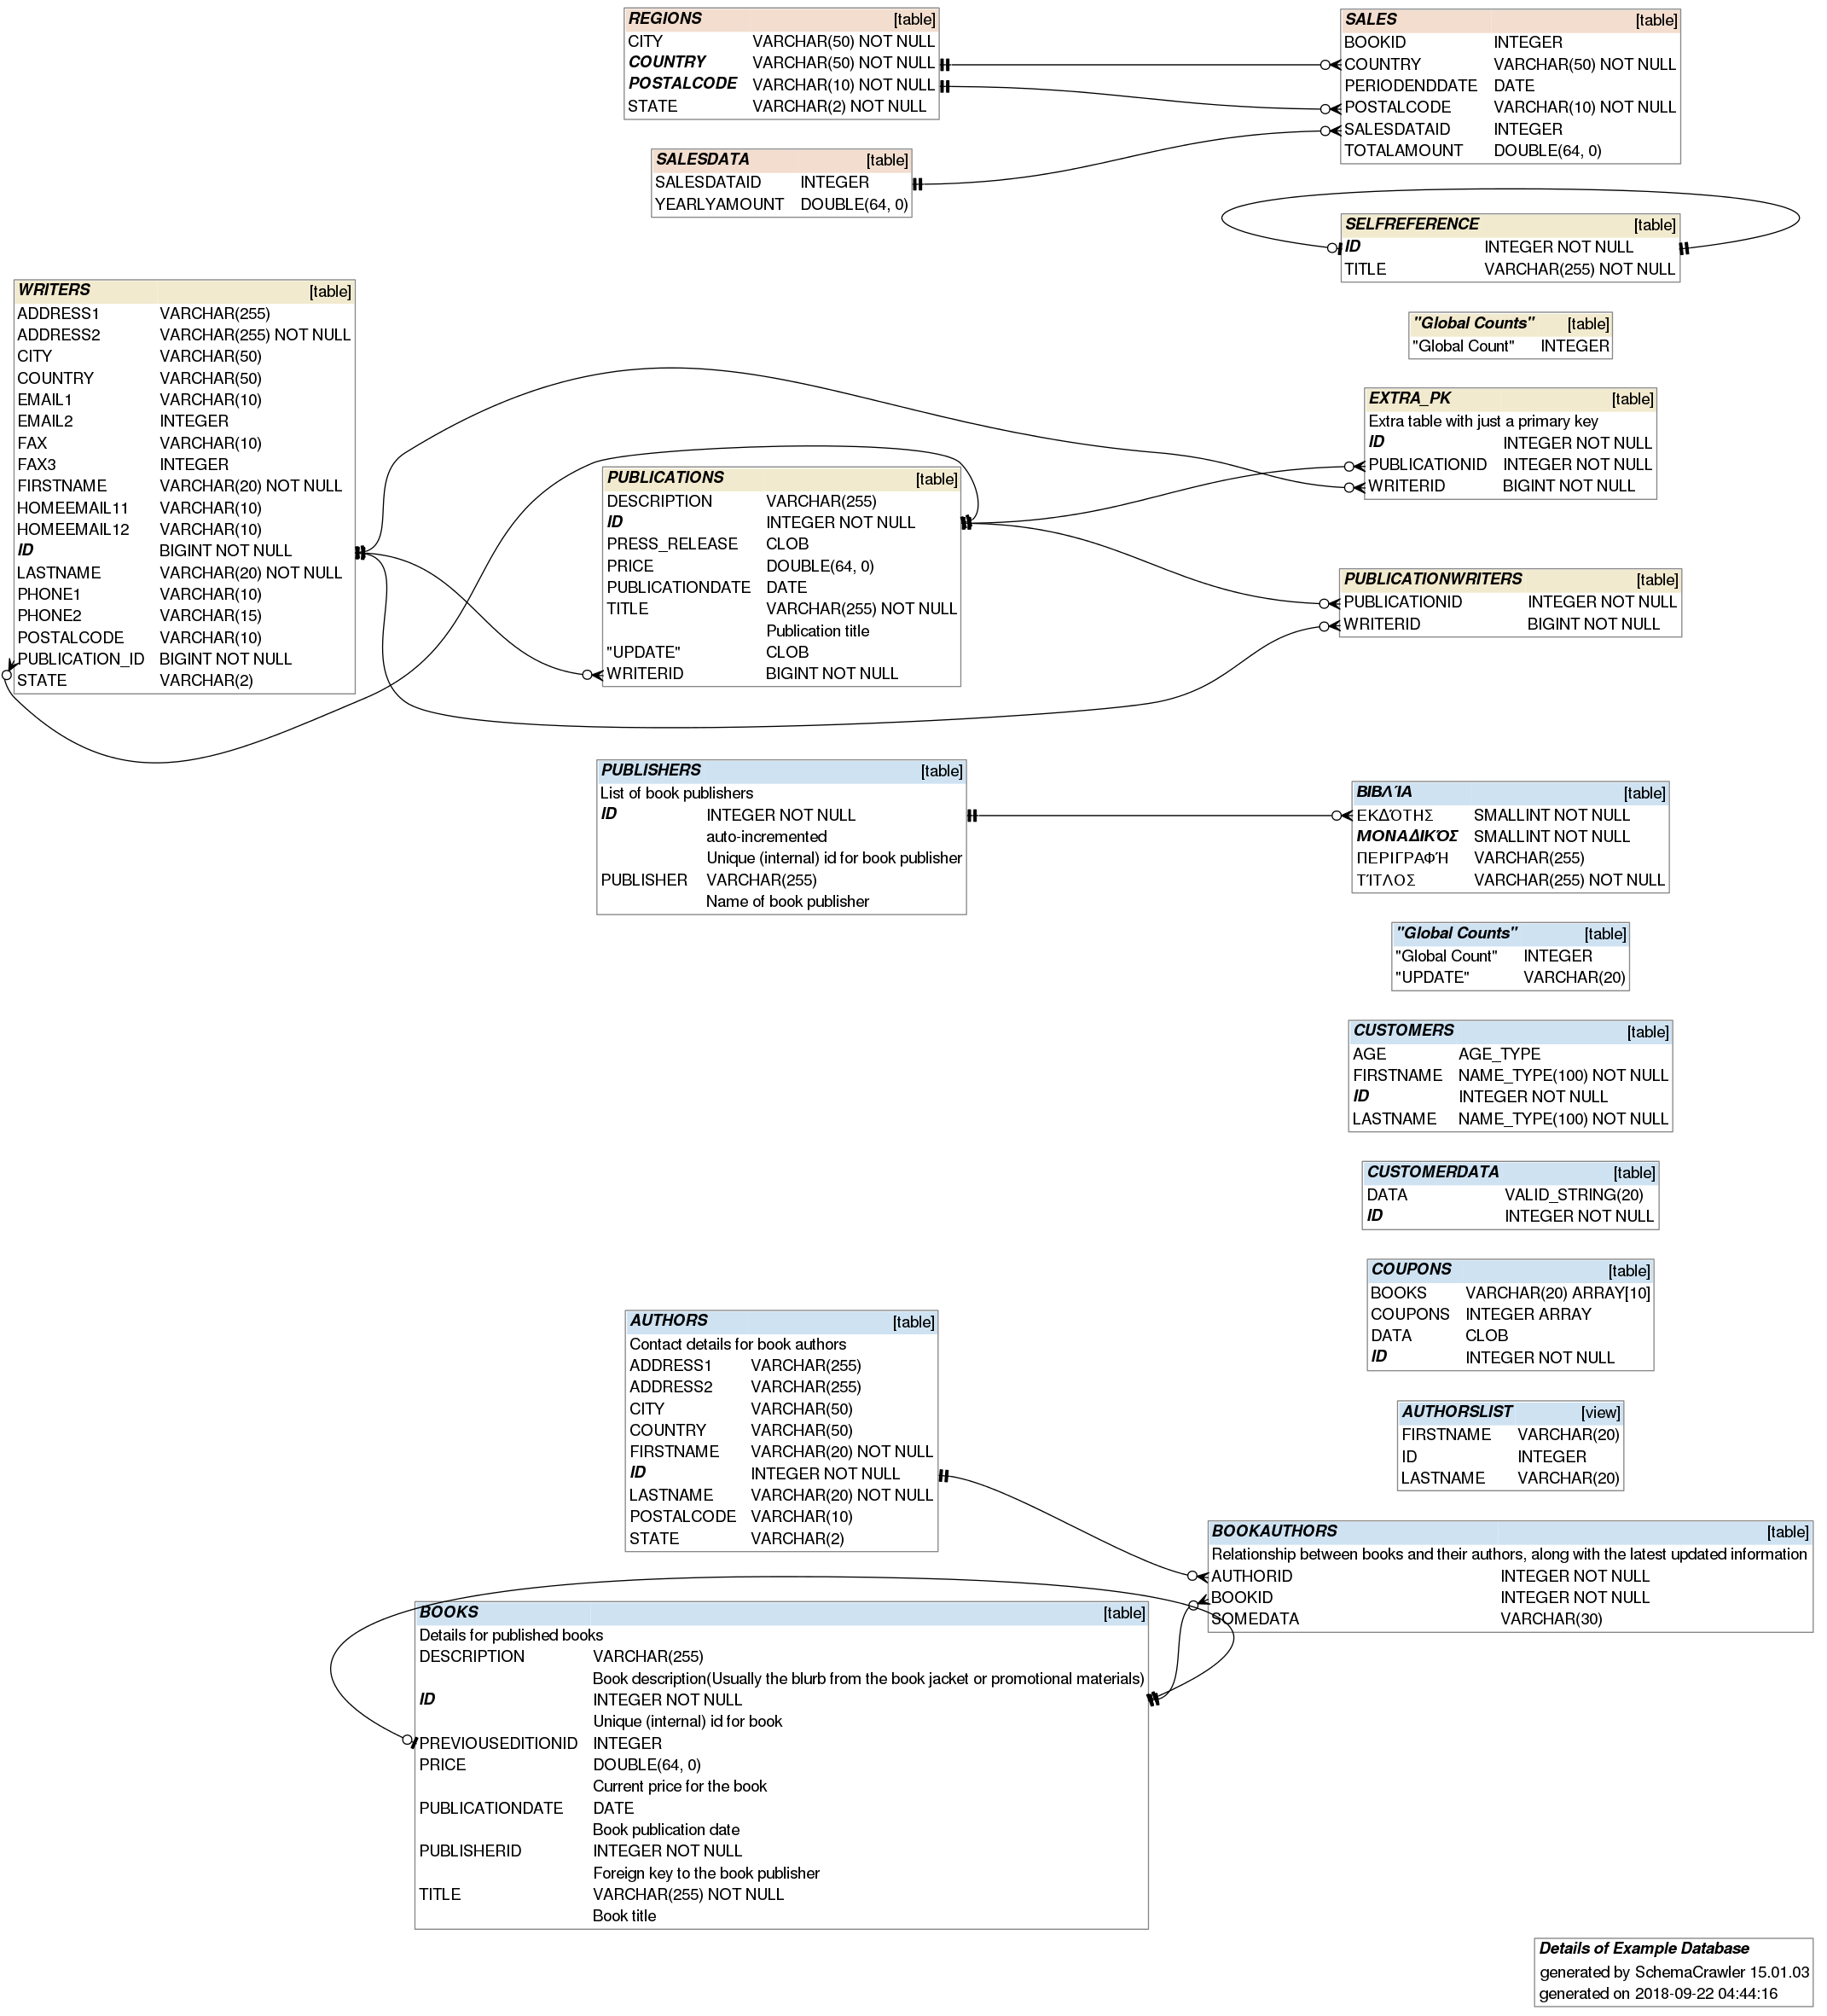 REGIONS [table]
CITY VARCHAR(50) NOT NULL
COUNTRY VARCHAR(50) NOT NULL
POSTALCODE VARCHAR(10) NOT NULL
STATE VARCHAR(2) NOT NULL
SALES [table]
BOOKID INTEGER
COUNTRY VARCHAR(50) NOT NULL
PERIODENDDATE DATE
POSTALCODE VARCHAR(10) NOT NULL
SALESDATAID INTEGER
TOTALAMOUNT DOUBLE(64, 0)
SALESDATA [table]
SALESDATAID INTEGER
YEARLYAMOUNT DOUBLE(64, 0)
SELFREFERENCE [table]
ID INTEGER NOT NULL
TITLE VARCHAR(255) NOT NULL
WRITERS [table]
ADDRESS1 VARCHAR(255)
ADDRESS2 VARCHAR(255) NOT NULL
CITY VARCHAR(50)
COUNTRY VARCHAR(50)
EMAIL1 VARCHAR(10)
EMAIL2 INTEGER
FAX VARCHAR(10)
FAX3 INTEGER
FIRSTNAME VARCHAR(20) NOT NULL
HOMEEMAIL11 VARCHAR(10)
HOMEEMAIL12 VARCHAR(10)
ID BIGINT NOT NULL
LASTNAME VARCHAR(20) NOT NULL
PHONE1 VARCHAR(10)
PHONE2 VARCHAR(15)
POSTALCODE VARCHAR(10)
PUBLICATION_ID BIGINT NOT NULL
STATE VARCHAR(2)
"Global Counts" [table]
"Global Count" INTEGER
EXTRA_PK [table]
Extra table with just a primary key
ID INTEGER NOT NULL
PUBLICATIONID INTEGER NOT NULL
WRITERID BIGINT NOT NULL
PUBLICATIONS [table]
DESCRIPTION VARCHAR(255)
ID INTEGER NOT NULL
PRESS_RELEASE CLOB
PRICE DOUBLE(64, 0)
PUBLICATIONDATE DATE
TITLE VARCHAR(255) NOT NULL
Publication title
"UPDATE" CLOB
WRITERID BIGINT NOT NULL
PUBLICATIONWRITERS [table]
PUBLICATIONID INTEGER NOT NULL
WRITERID BIGINT NOT NULL
PUBLISHERS [table]
List of book publishers
ID INTEGER NOT NULL
auto-incremented
Unique (internal) id for book publisher
PUBLISHER VARCHAR(255)
Name of book publisher
ΒΙΒΛΊΑ [table]
ΕΚΔΌΤΗΣ SMALLINT NOT NULL
ΜΟΝΑΔΙΚΌΣ SMALLINT NOT NULL
ΠΕΡΙΓΡΑΦΉ VARCHAR(255)
ΤΊΤΛΟΣ VARCHAR(255) NOT NULL
"Global Counts" [table]
"Global Count" INTEGER
"UPDATE" VARCHAR(20)
CUSTOMERS [table]
AGE AGE_TYPE
FIRSTNAME NAME_TYPE(100) NOT NULL
ID INTEGER NOT NULL
LASTNAME NAME_TYPE(100) NOT NULL
CUSTOMERDATA [table]
DATA VALID_STRING(20)
ID INTEGER NOT NULL
COUPONS [table]
BOOKS VARCHAR(20) ARRAY[10]
COUPONS INTEGER ARRAY
DATA CLOB
ID INTEGER NOT NULL
AUTHORS [table]
Contact details for book authors
ADDRESS1 VARCHAR(255)
ADDRESS2 VARCHAR(255)
CITY VARCHAR(50)
COUNTRY VARCHAR(50)
FIRSTNAME VARCHAR(20) NOT NULL
ID INTEGER NOT NULL
LASTNAME VARCHAR(20) NOT NULL
POSTALCODE VARCHAR(10)
STATE VARCHAR(2)
AUTHORSLIST [view]
FIRSTNAME VARCHAR(20)
ID INTEGER
LASTNAME VARCHAR(20)
BOOKAUTHORS [table]
Relationship between books and their authors, along with the latest updated information
AUTHORID INTEGER NOT NULL
BOOKID INTEGER NOT NULL
SOMEDATA VARCHAR(30)
BOOKS [table]
Details for published books
DESCRIPTION VARCHAR(255)
Book description(Usually the blurb from the book jacket or promotional materials)
ID INTEGER NOT NULL
Unique (internal) id for book
PREVIOUSEDITIONID INTEGER
PRICE DOUBLE(64, 0)
Current price for the book
PUBLICATIONDATE DATE
Book publication date
PUBLISHERID INTEGER NOT NULL
Foreign key to the book publisher
TITLE VARCHAR(255) NOT NULL
Book title
Details of Example Database
generated by SchemaCrawler 15.01.03
generated on 2018-09-22 04:44:16